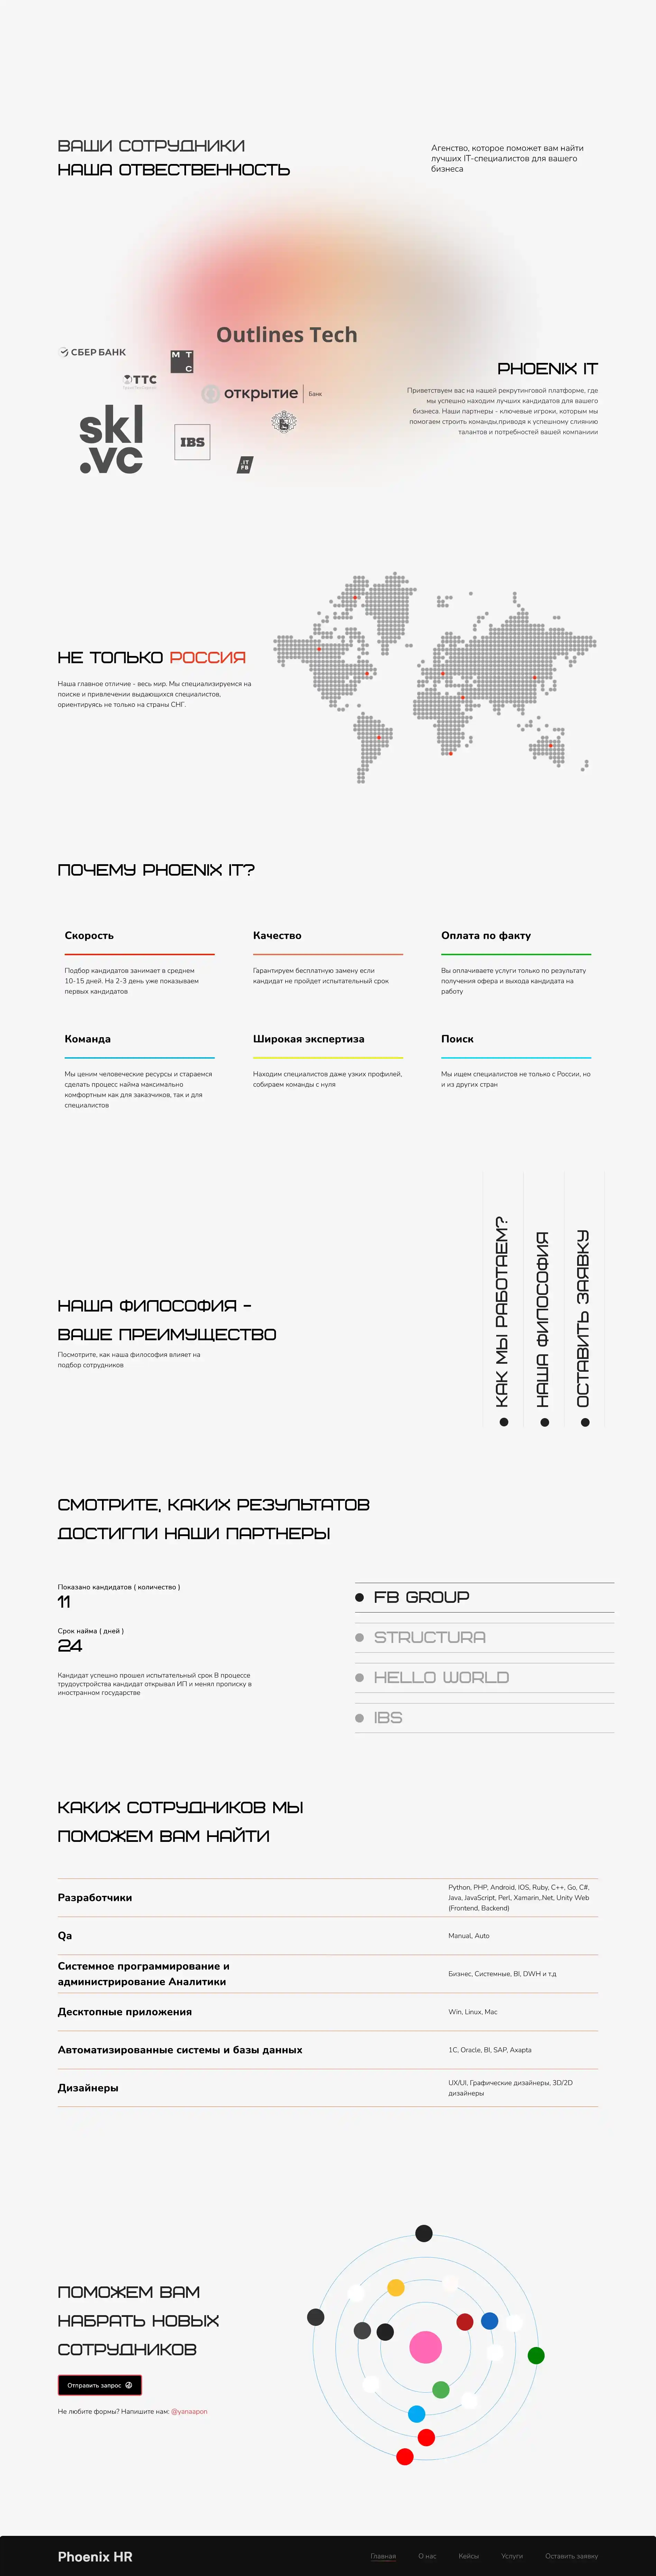 ВАШИ СОТРУДНИКИ
НАША ОТВЕСТВЕННОСТЬ
Агенство, которое поможет вам найти
лучших IT-специалистов для вашего
бизнеса
Outlines Tech
СБЕР БАНК
М Т
С
ТТС
ОТКРЫТИЕ Банк
skl
.vc
IBS
IT
FB
PHOENIX IT
Приветствуем вас на нашей рекрутинговой платформе, где
мы успешно находим лучших кандидатов для вашего
бизнеса. Наши партнеры - ключевые игроки, которым мы
помогаем строить команды,приводя к успешному слиянию
талантов и потребностей вашей компаниии
НЕ ТОЛЬКО РОССИЯ
Наша главное отличие - весь мир. Мы специализируемся на
поиске и привлечении выдающихся специалистов,
ориентируясь не только на страны СНГ.
ПОЧЕМУ PHOENIX IT?
Скорость
Подбор кандидатов занимает в среднем
10-15 дней. На 2-3 день уже показываем
первых кандидатов
Качество
Гарантируем бесплатную замену если
кандидат не пройдет испытательный срок
Оплата по факту
Вы оплачиваете услуги только по результату
получения офера и выхода кандидата на
работу
Команда
Мы ценим человеческие ресурсы и стараемся
сделать процесс найма максимально
комфортным как для заказчиков, так и для
специалистов
Широкая экспертиза
Находим специалистов даже узких профилей,
собираем команды с нуля
Поиск
Мы ищем специалистов не только с России, но
и из других стран
НАША ФИЛОСОФИЯ -
ВАШЕ ПРЕИМУЩЕСТВО
Посмотрите, как наша философия влияет на
подбор сотрудников
КАК МЫ РАБОТАЕМ?
НАША ФИЛОСОФИЯ
ОСТАВИТЬ ЗАЯВКУ
СМОТРИТЕ, КАКИХ РЕЗУЛЬТАТОВ
ДОСТИГЛИ НАШИ ПАРТНЕРЫ
Показано кандидатов ( количество )
11
Срок найма ( дней )
24
Кандидат успешно прошел испытательный срок В процессе
трудоустройства кандидат открывал ИП и менял прописку в
иностранном государстве
FB GROUP
STRUCTURA
HELLO WORLD
IBS
КАКИХ СОТРУДНИКОВ МЫ
ПОМОЖЕМ ВАМ НАЙТИ
Разработчики
Python, PHP, Android, IOS, Ruby, C++, Go, C#,
Java, JavaScript, Perl, Xamarin,.Net, Unity Web
(Frontend, Backend)
Qa
Manual, Auto
Системное программирование и
администрирование Аналитики
Бизнес, Системные, BI, DWH и т.д
Десктопные приложения
Win, Linux, Mac
Автоматизированные системы и базы данных
1C, Oracle, BI, SAP, Axapta
Дизайнеры
UX/UI, Графические дизайнеры, 3D/2D
дизайнеры
ПОМОЖЕМ ВАМ
НАБРАТЬ НОВЫХ
СОТРУДНИКОВ
Отправить запрос
Не любите формы? Напишите нам: @yanaapon
Phoenix HR
Главная
О нас
Кейсы
Услуги
Оставить заявку